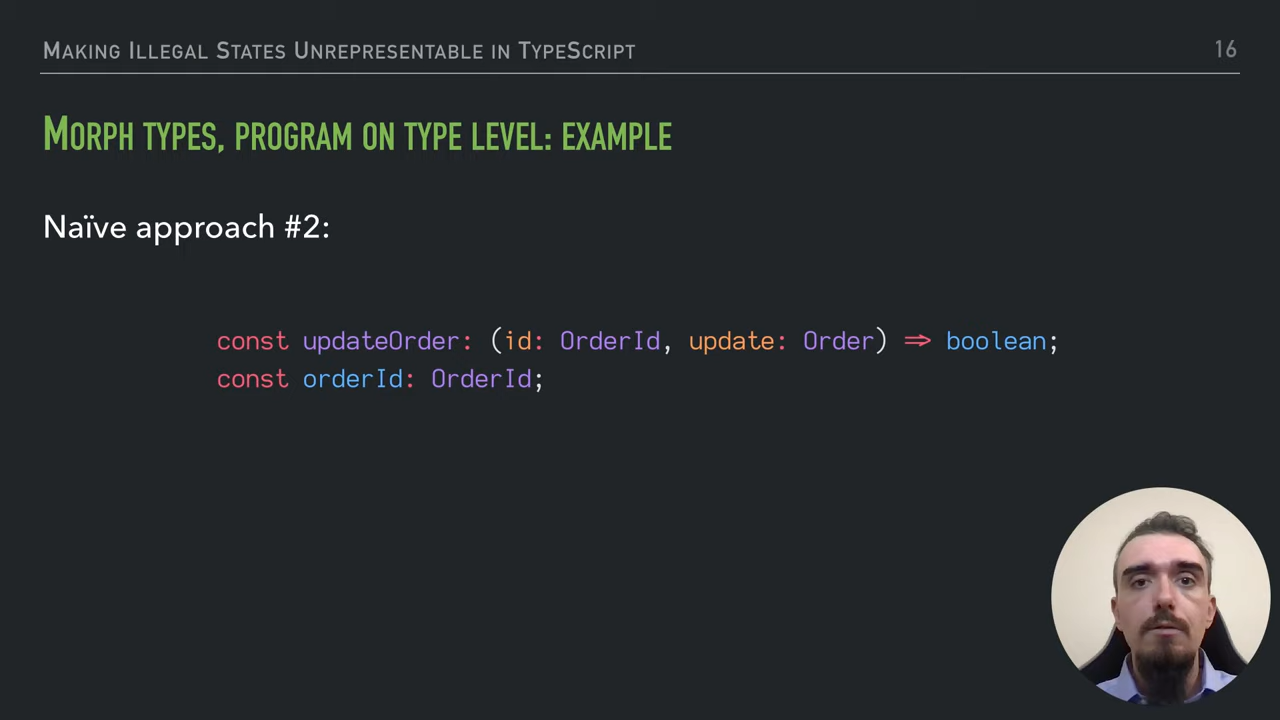 Making Illegal States Unrepresentable in TypeScript
16
Morph types, program on type level: example
Naïve approach #2:
const updateOrder: (id: OrderId, update: Order) => boolean;
const orderId: OrderId;